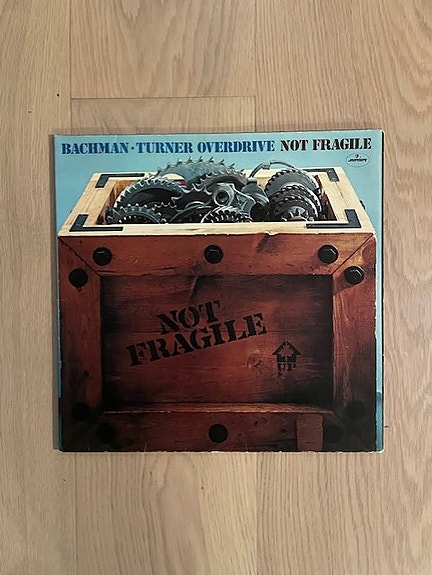 BACHMAN·TURNER OVERDRIVE NOT FRAGILE
mercury
NOT
FRAGILE
UP